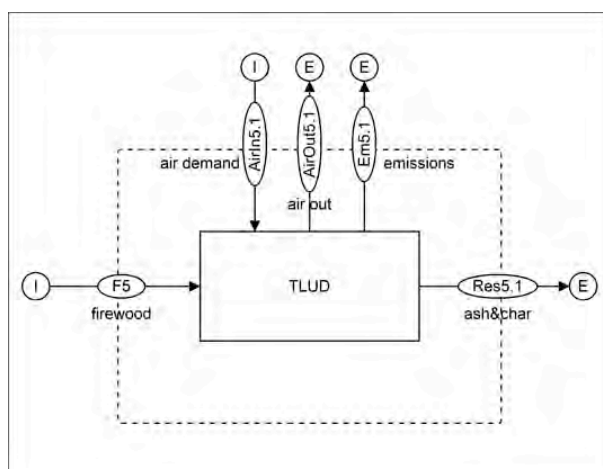 I
E
E
AirIn5.1
AirOut5.1
Em5.1
air demand
emissions
air out
I
F5
firewood
TLUD
Res5.1
ash&char
E